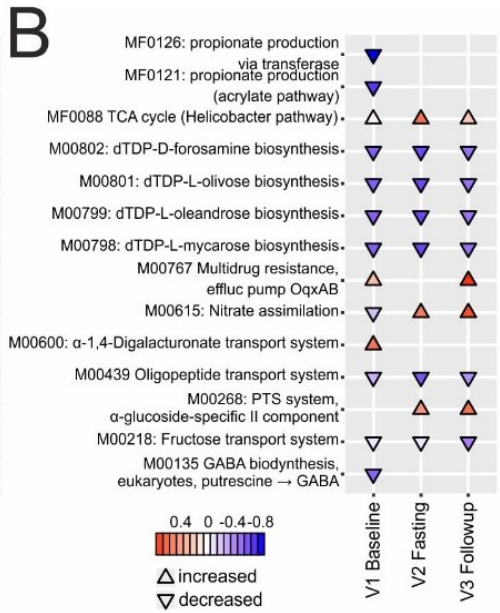 B
MF0126: propionate production
via transferase
MF0121: propionate production
(acrylate pathway)
MF0088 TCA cycle (Helicobacter pathway)
M00802: dTDP-D-forosamine biosynthesis
M00801: dTDP-L-olivose biosynthesis
M00799: dTDP-L-oleandrose biosynthesis
M00798: dTDP-L-mycarose biosynthesis
M00767 Multidrug resistance,
effluc pump OqxAB
M00615: Nitrate assimilation
M00600: α-1,4-Digalacturonate transport system
M00439 Oligopeptide transport system
M00268: PTS system,
α-glucoside-specific II component
M00218: Fructose transport system
M00135 GABA biodynthesis,
eukaryotes, putrescine → GABA
V1 Baseline
V2 Fasting
V3 Followup
0.4 0 -0.4-0.8
increased
decreased